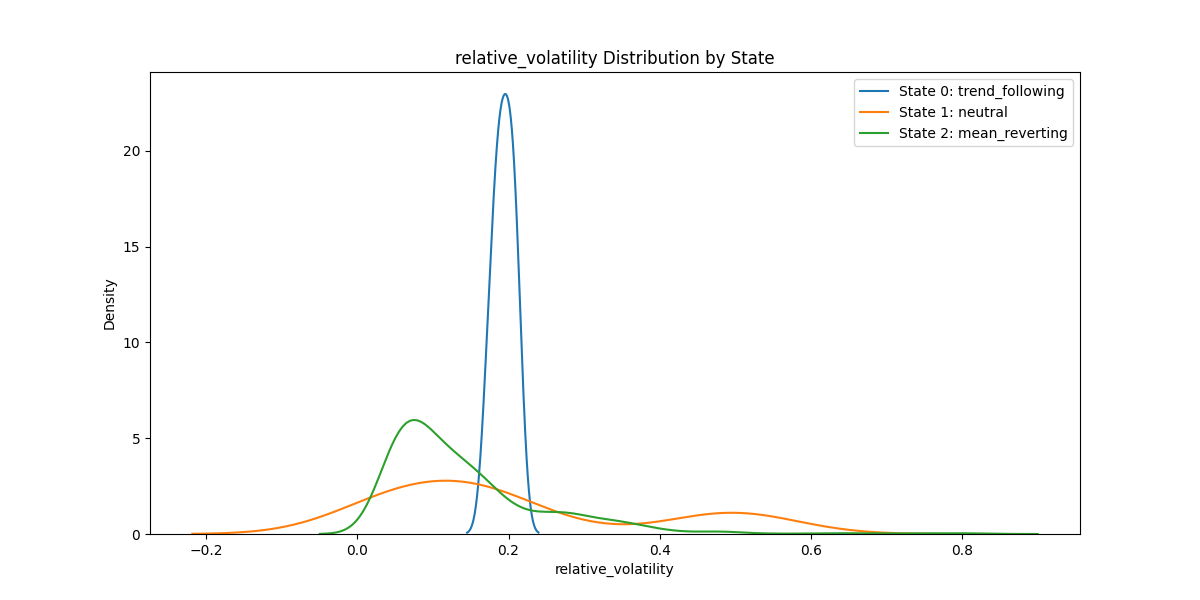 relative_volatility Distribution by State
State 0: trend_following
State 1: neutral
State 2: mean_reverting
Density
20
15
10
5
0
−0.2 0.0 0.2 0.4 0.6 0.8
relative_volatility